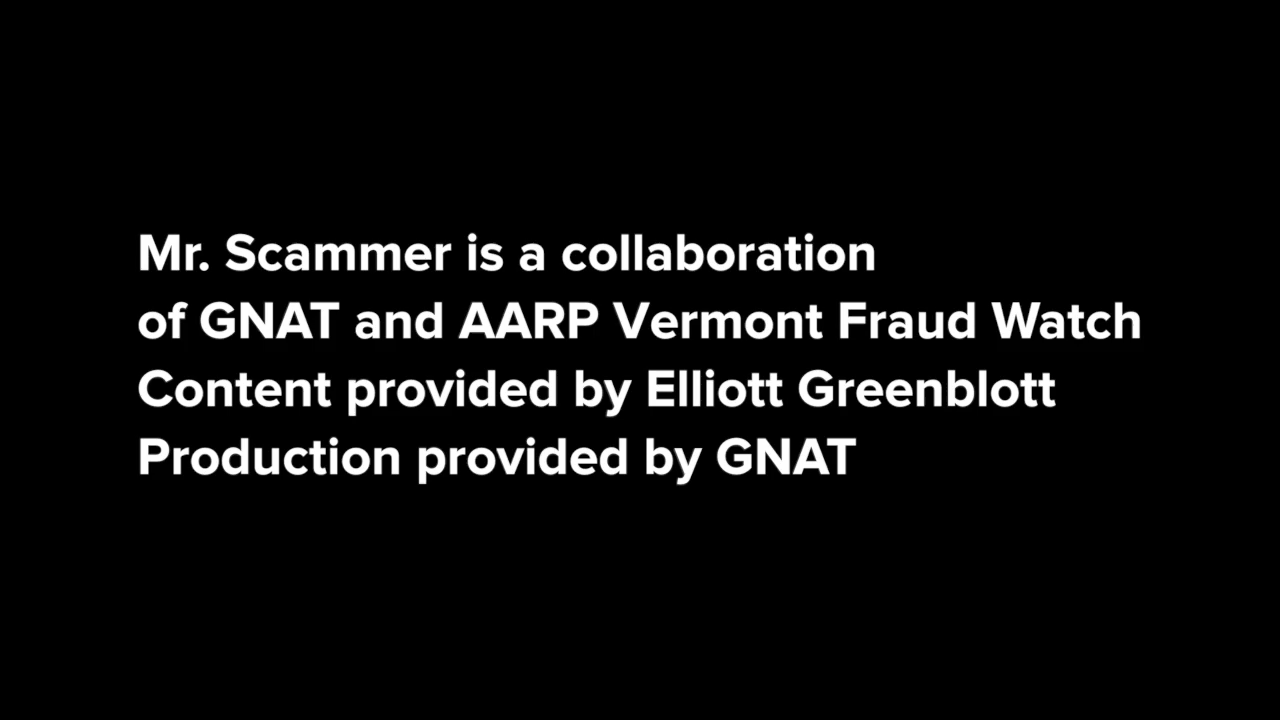 Mr. Scammer is a collaboration
of GNAT and AARP Vermont Fraud Watch
Content provided by Elliott Greenblott
Production provided by GNAT